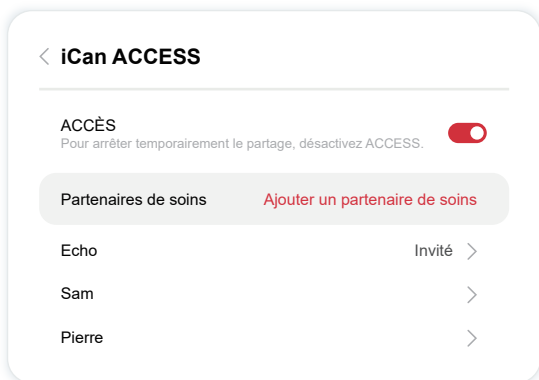 iCan ACCESS
ACCÈS
Pour arrêter temporairement le partage, désactivez ACCESS.
Partenaires de soins Ajouter un partenaire de soins
Echo Invité
Sam
Pierre